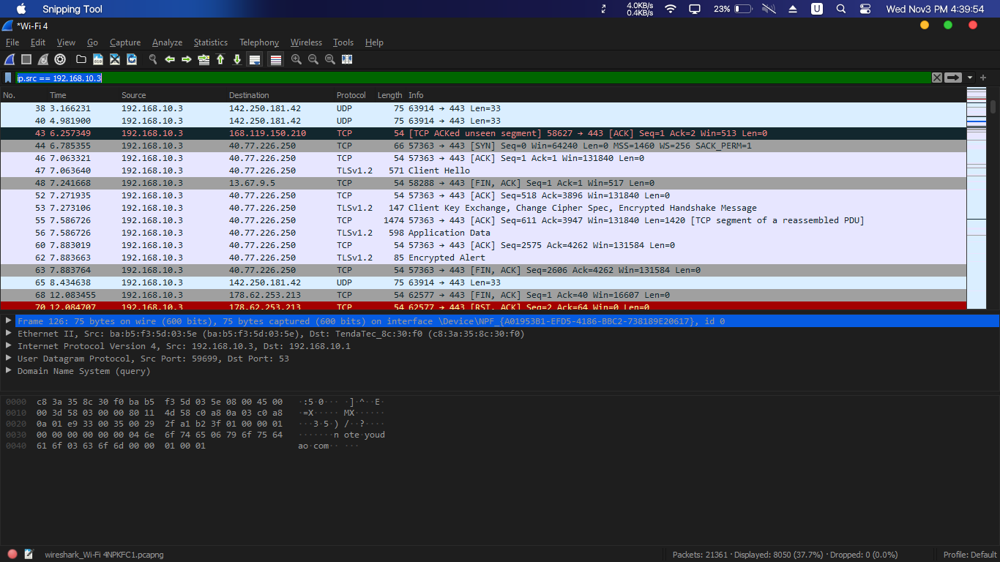 Snipping Tool 4.0KB/s 0.4KB/s 23% U Wed Nov3 PM 4:39:54
*Wi-Fi 4
File Edit View Go Capture Analyze Statistics Telephony Wireless Tools Help
ip.src == 192.168.10.3
No. Time Source Destination Protocol Length Info
38 3.166231 192.168.10.3 142.250.181.42 UDP 75 63914 → 443 Len=33
40 4.981900 192.168.10.3 142.250.181.42 UDP 75 63914 → 443 Len=33
43 6.257349 192.168.10.3 168.119.150.210 TCP 54 [TCP ACKed unseen segment] 58627 → 443 [ACK] Seq=1 Ack=2 Win=513 Len=0
44 6.785355 192.168.10.3 40.77.226.250 TCP 66 57363 → 443 [SYN] Seq=0 Win=64240 Len=0 MSS=1460 WS=256 SACK_PERM=1
46 7.063321 192.168.10.3 40.77.226.250 TCP 54 57363 → 443 [ACK] Seq=1 Ack=1 Win=131840 Len=0
47 7.063640 192.168.10.3 40.77.226.250 TLSv1.2 571 Client Hello
48 7.241668 192.168.10.3 13.67.9.5 TCP 54 58288 → 443 [FIN, ACK] Seq=1 Ack=1 Win=517 Len=0
52 7.271935 192.168.10.3 40.77.226.250 TCP 54 57363 → 443 [ACK] Seq=518 Ack=3896 Win=131840 Len=0
53 7.273106 192.168.10.3 40.77.226.250 TLSv1.2 147 Client Key Exchange, Change Cipher Spec, Encrypted Handshake Message
55 7.586726 192.168.10.3 40.77.226.250 TCP 1474 57363 → 443 [ACK] Seq=611 Ack=3947 Win=131840 Len=1420 [TCP segment of a reassembled PDU]
56 7.586726 192.168.10.3 40.77.226.250 TLSv1.2 598 Application Data
60 7.883019 192.168.10.3 40.77.226.250 TCP 54 57363 → 443 [ACK] Seq=2575 Ack=4262 Win=131584 Len=0
62 7.883663 192.168.10.3 40.77.226.250 TLSv1.2 85 Encrypted Alert
63 7.883764 192.168.10.3 40.77.226.250 TCP 54 57363 → 443 [FIN, ACK] Seq=2606 Ack=4262 Win=131584 Len=0
65 8.434638 192.168.10.3 142.250.181.42 UDP 75 63914 → 443 Len=33
68 12.083455 192.168.10.3 178.62.253.213 TCP 54 62577 → 443 [FIN, ACK] Seq=1 Ack=40 Win=16607 Len=0
70 12.084707 192.168.10.3 178.62.253.213 TCP 54 62577 → 443 [RST, ACK] Seq=2 Ack=64 Win=0 Len=0
Frame 126: 75 bytes on wire (600 bits), 75 bytes captured (600 bits) on interface \Device\NPF_{A01953B1-EFD5-4186-BBC2-738189E20617}, id 0
Ethernet II, Src: ba:b5:f3:5d:03:5e (ba:b5:f3:5d:03:5e), Dst: TendaTec_8c:30:f0 (c8:3a:35:8c:30:f0)
Internet Protocol Version 4, Src: 192.168.10.3, Dst: 192.168.10.1
User Datagram Protocol, Src Port: 59699, Dst Port: 53
Domain Name System (query)
0000 c8 3a 35 8c 30 f0 ba b5 f3 5d 03 5e 08 00 45 00 ·:5·0··· ·]·^··E·
0010 00 3d 58 03 00 00 80 11 4d 58 c0 a8 0a 03 c0 a8 ·=X····· MX······
0020 0a 01 e9 33 00 35 00 29 2f a1 b2 3f 01 00 00 01 ···3·5·) /··?····
0030 00 00 00 00 00 00 04 6e 6f 74 65 06 79 6f 75 64 ·······n ote·youd
0040 61 6f 03 63 6f 6d 00 00 01 00 01 ao·com·· ···
wireshark_Wi-Fi 4NPKFC1.pcapng Packets: 21361 · Displayed: 8050 (37.7%) · Dropped: 0 (0.0%) Profile: Default